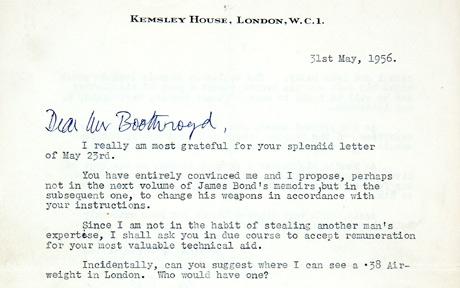 KEMSLEY HOUSE, LONDON, W.C.1.
31st May, 1956.
Dear Mr Boothroyd,
I really am most grateful for your splendid letter
of May 23rd.
You have entirely convinced me and I propose, perhaps
not in the next volume of James Bond's memoirs,but in the
subsequent one, to change his weapons in accordance with
your instructions.
Since I am not in the habit of stealing another man's
expertese, I shall ask you in due course to accept remuneration
for your most valuable technical aid.
Incidentally, can you suggest where I can see a .38 Air-
weight in London. Who would have one?